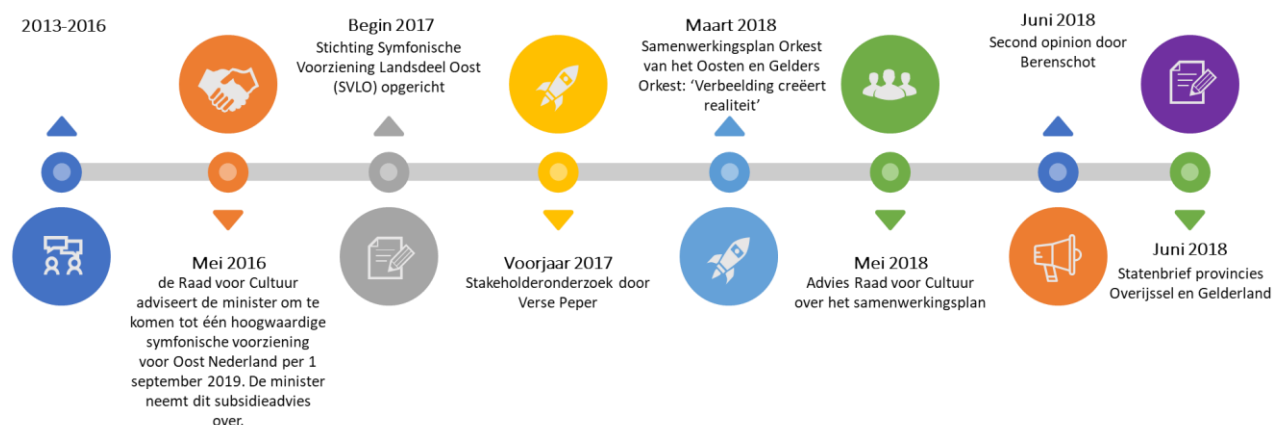 2013-2016
Mei 2016
de Raad voor Cultuur
adviseert de minister om te
komen tot één hoogwaardige
symfonische voorziening
voor Oost Nederland per 1
september 2019. De minister
neemt dit subsidieadvies
over.
Begin 2017
Stichting Symfonische
Voorziening Landsdeel Oost
(SVLO) opgericht
Voorjaar 2017
Stakeholderonderzoek door
Verse Peper
Maart 2018
Samenwerkingsplan Orkest
van het Oosten en Gelders
Orkest: ‘Verbeelding creëert
realiteit’
Mei 2018
Advies Raad voor Cultuur
over het samenwerkingsplan
Juni 2018
Second opinion door
Berenschot
Juni 2018
Statenbrief provincies
Overijssel en Gelderland